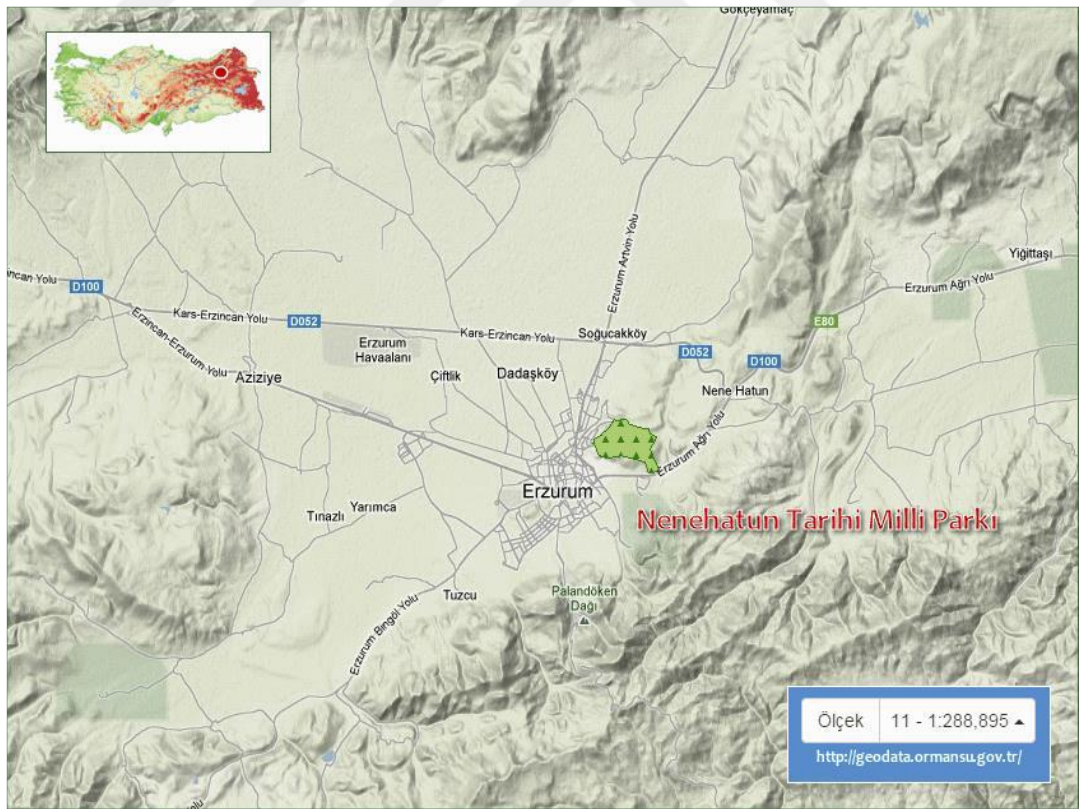 Gökçeyamaç
Erzurum Artvin Yolu
Yiğittaşı
Erzurum Ağrı Yolu
E80
incan Yolu
D100
Kars-Erzincan Yolu
D052
Kars-Erzincan Yolu
Soğucakköy
D052
D100
Erzincan-Erzurum Yolu
Erzurum
Havaalanı
Aziziye
Çiftlik
Dadaşköy
Nene Hatun
Erzurum Ağrı Yolu
Erzurum
Nenehatun Tarihi Milli Parkı
Tınazlı
Yarımca
Tuzcu
Palandöken
Dağı
Erzurum Bingöl Yolu
Ölçek 11 - 1:288,895
http://geodata.ormansu.gov.tr/
olu